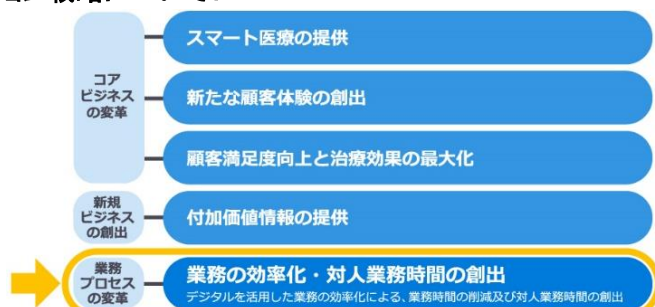 コア
ビジネス
の変革
スマート医療の提供
新たな顧客体験の創出
顧客満足度向上と治療効果の最大化
新規
ビジネス
の創出
付加価値情報の提供
業務
プロセス
の変革
業務の効率化・対人業務時間の創出
デジタルを活用した業務の効率化による、業務時間の削減及び対人業務時間の創出